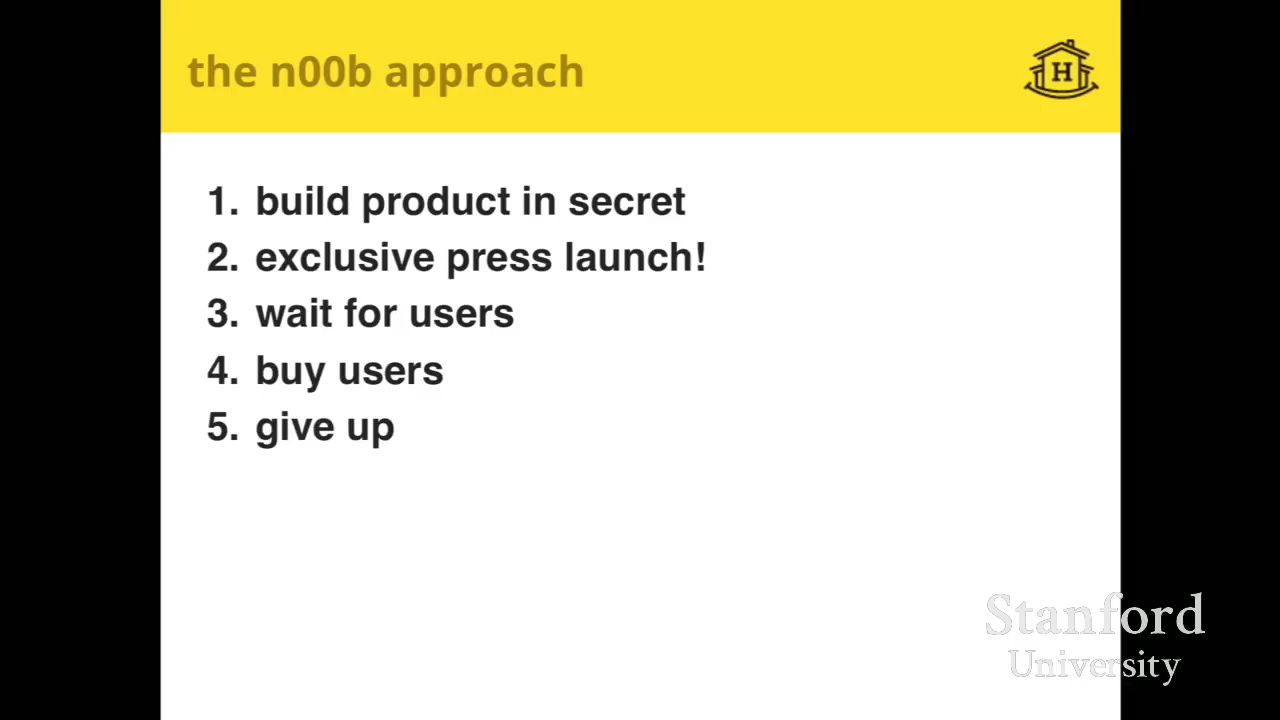 the n00b approach
H
1. build product in secret
2. exclusive press launch!
3. wait for users
4. buy users
5. give up
Stanford
University